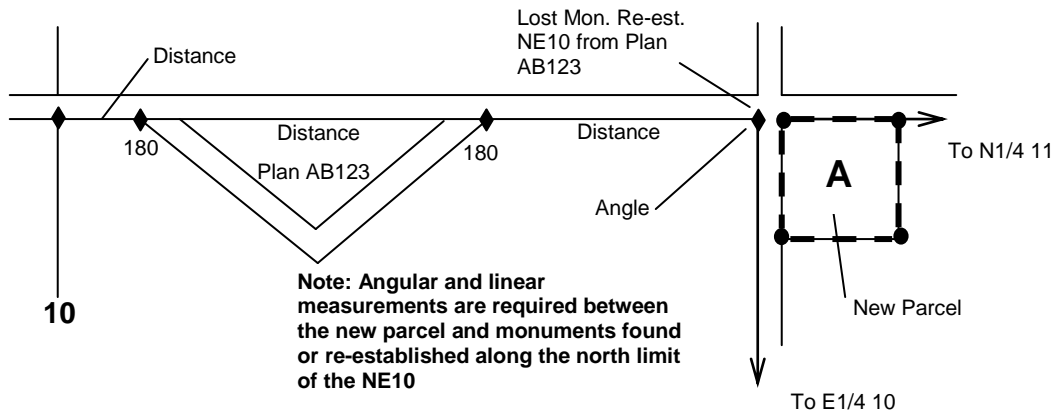 Lost Mon. Re-est.
NE10 from Plan
AB123
Distance
Distance
Distance
180
180
Plan AB123
To N1/4 11
A
Angle
Note: Angular and linear
measurements are required between
the new parcel and monuments found
or re-established along the north limit
of the NE10
10
New Parcel
To E1/4 10